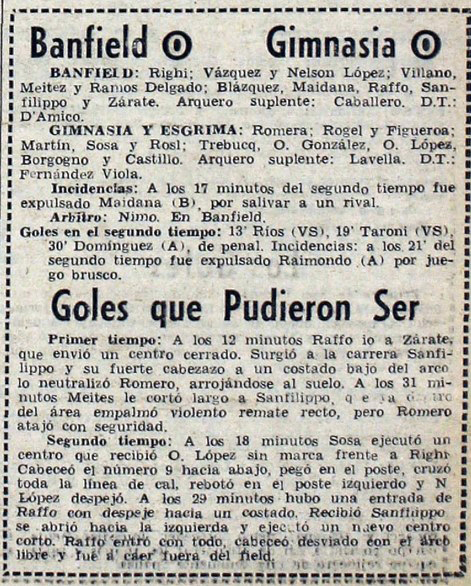 Banfield 0 Gimnasia 0
BANFIELD: Righi; Vázquez y Nelson López; Villano,
Meitez y Ramos Delgado; Blázquez, Maidana, Raffo, San-
filippo y Zárate. Arquero suplente: Caballero. D.T.:
D'Amico.
GIMNASIA Y ESGRIMA: Romera; Rogel y Figueroa;
Martín, Sosa y Rosl; Trebucq, O. González, O. López,
Borgogno y Castillo. Arquero suplente: Lavella. D.T.:
Fernández Viola.
Incidencias: A los 17 minutos del segundo tiempo fue
expulsado Maidana (B), por salivar a un rival.
Arbitro: Nimo. En Banfield.
Goles en el segundo tiempo: 13' Ríos (VS), 19' Taroni (VS),
30' Domínguez (A), de penal. Incidencias: a los 21' del
segundo tiempo fue expulsado Raimondo (A) por jue-
go brusco.
Goles que Pudieron Ser
Primer tiempo: A los 12 minutos Raffo io a Zárate,
que envió un centro cerrado. Surgió a la carrera Sanfi-
lippo y su fuerte cabezazo a un costado bajo del arco
lo neutralizó Romero, arrojándose al suelo. A los 31 mi-
nutos Meites le cortó largo a Sanfilippo, q
del área empalmó violento remate recto, pero Romero
atajó con seguridad.
Segundo tiempo: A los 18 minutos Sosa ejecutó un
centro que recibió O. López sin marca frente a Righ
Cabeceó el número 9 hacia abajo, pegó en el poste, cruzó
toda la línea de cal, rebotó en el poste izquierdo y N
López despejó. A los 29 minutos hubo una entrada de
Raffo con despeje hacia un costado. Recibió Sanfilippo
se abrió hacia la izquierda y ejecutó un nuevo centro
corto. Raffo entró con todo, cabeceó desviado con el arco
libre y fue a caer fuera del field.